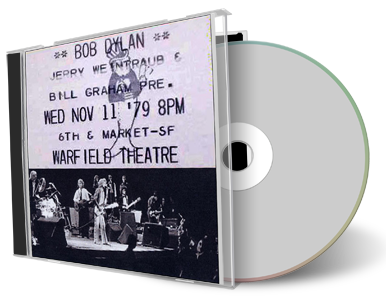 ** BOB DYLAN **
JERRY WEINTRAUB &
BILL GRAHAM PRE.
WED NOV 11 '79 8PM
6TH & MARKET-SF
WARFIELD THEATRE